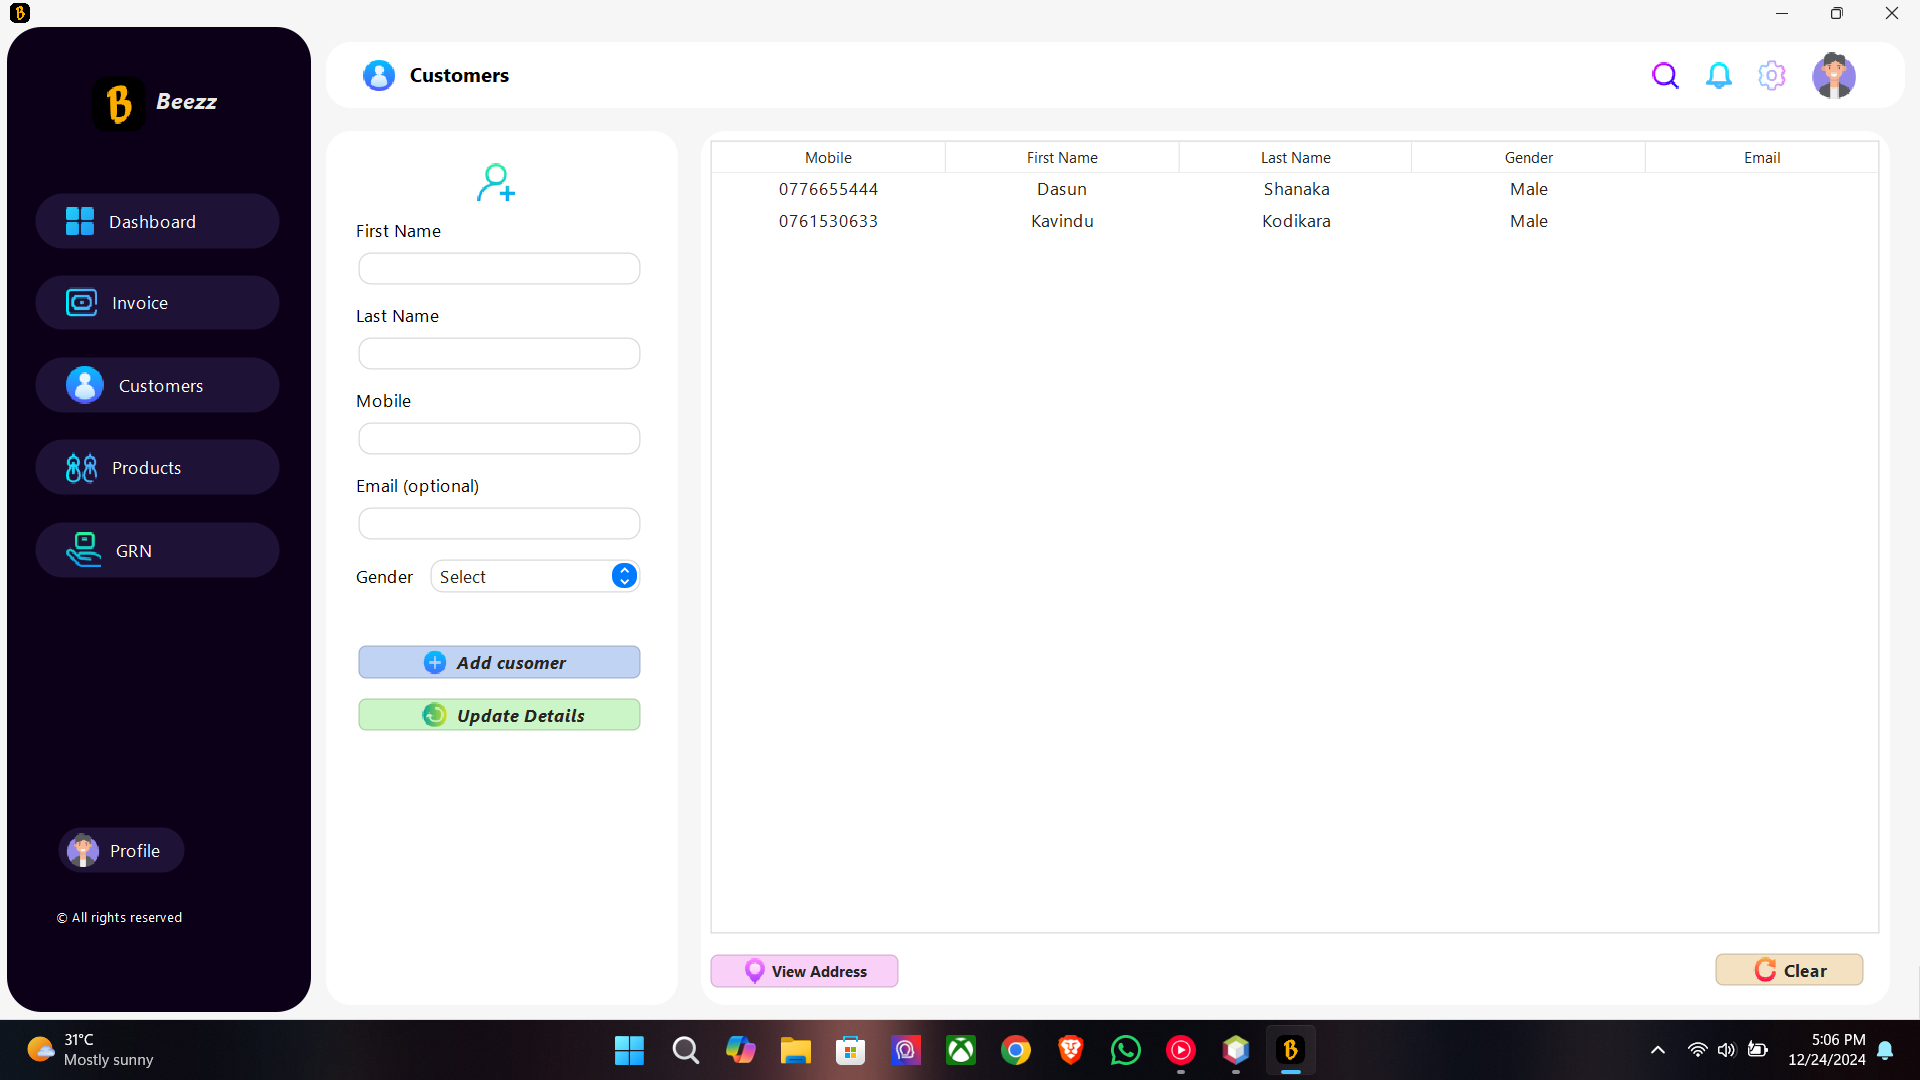 B
B
Beezz
Dashboard
Invoice
Customers
Products
GRN
Profile
© All rights reserved
Customers
First Name
Last Name
Mobile
Email (optional)
Gender Select
Add cusomer
Update Details
Mobile First Name Last Name Gender Email
0776655444 Dasun Shanaka Male
0761530633 Kavindu Kodikara Male
View Address
Clear
31°C
Mostly sunny
B
5:06 PM
12/24/2024